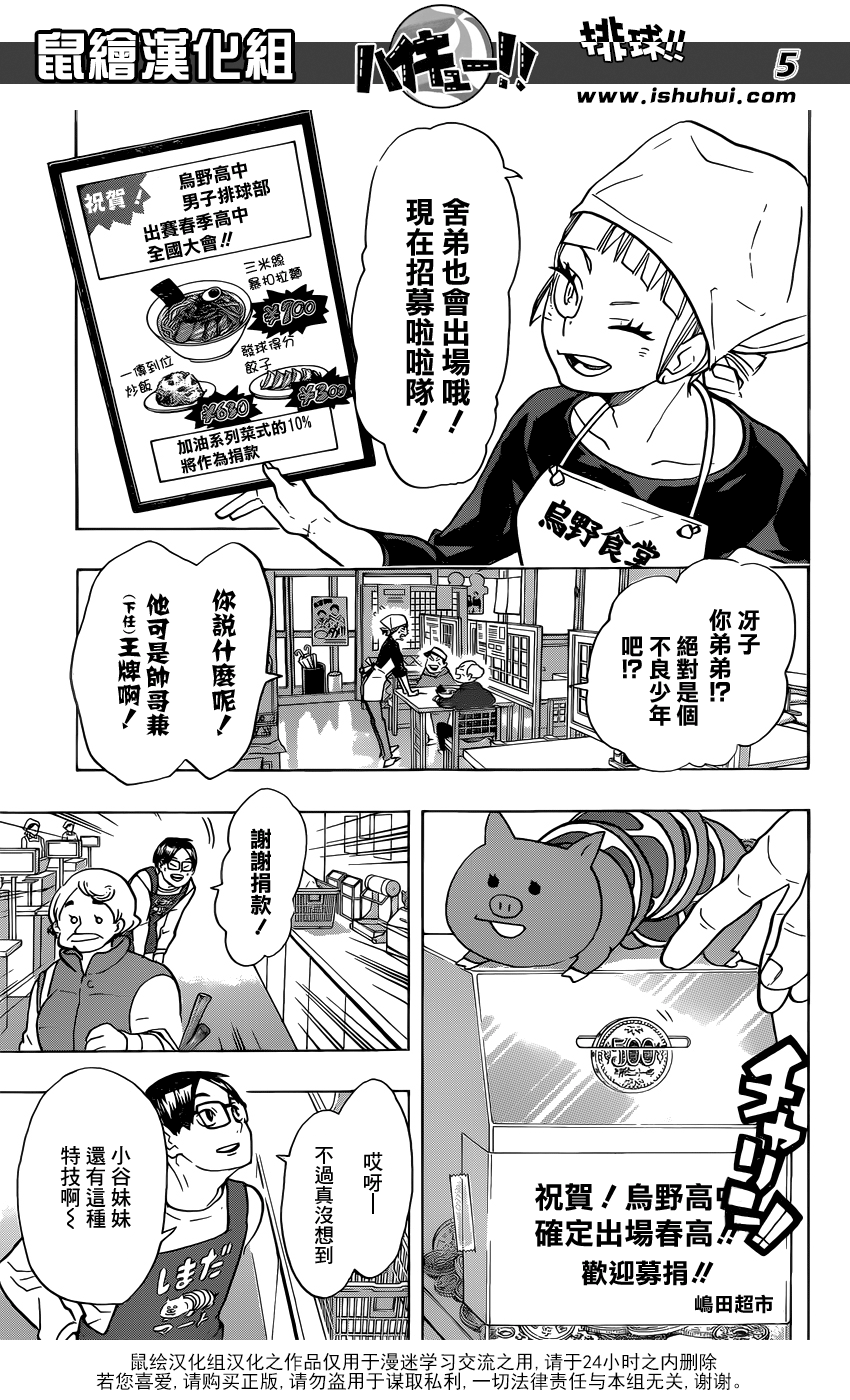 鼠繪漢化組
ハイキュー!!
排球!!
5
www.ishuhui.com
祝賀！
烏野高中
男子排球部
出賽春季高中
全國大會!!
三米線
暴扣拉麵
¥700
一傳到位
炒飯
¥630
發球得分
餃子
¥300
加油系列菜式的10%
將作為捐款
舍弟也會出場哦！
現在招募啦啦隊！
烏野食堂
冴子
你弟弟!?
絕對是個
不良少年
吧!?
你說什麼呢！
他可是帥哥兼
（下任）王牌啊！
謝謝捐款！
500
チャリン
祝賀！烏野高中
確定出場春高!!
歡迎募捐!!
嶋田超市
哎呀—
不過真沒想到
小谷妹妹
還有這種
特技啊～
しまだ
マート
鼠绘汉化组汉化之作品仅用于漫迷学习交流之用, 请于24小时之内删除
若您喜爱, 请购买正版, 请勿盗用于谋取私利, 一切法律责任与本组无关, 谢谢。